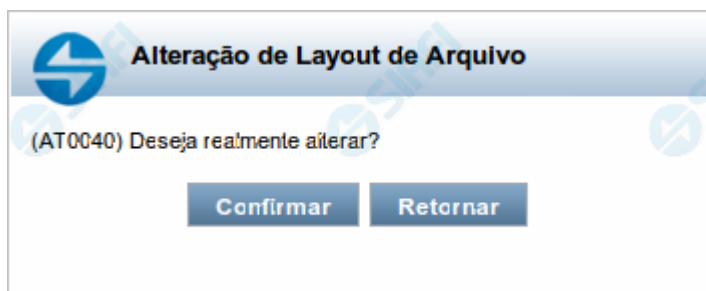 Alteração de Layout de Arquivo
(AT0040) Deseja realmente alterar?
Confirmar Retornar